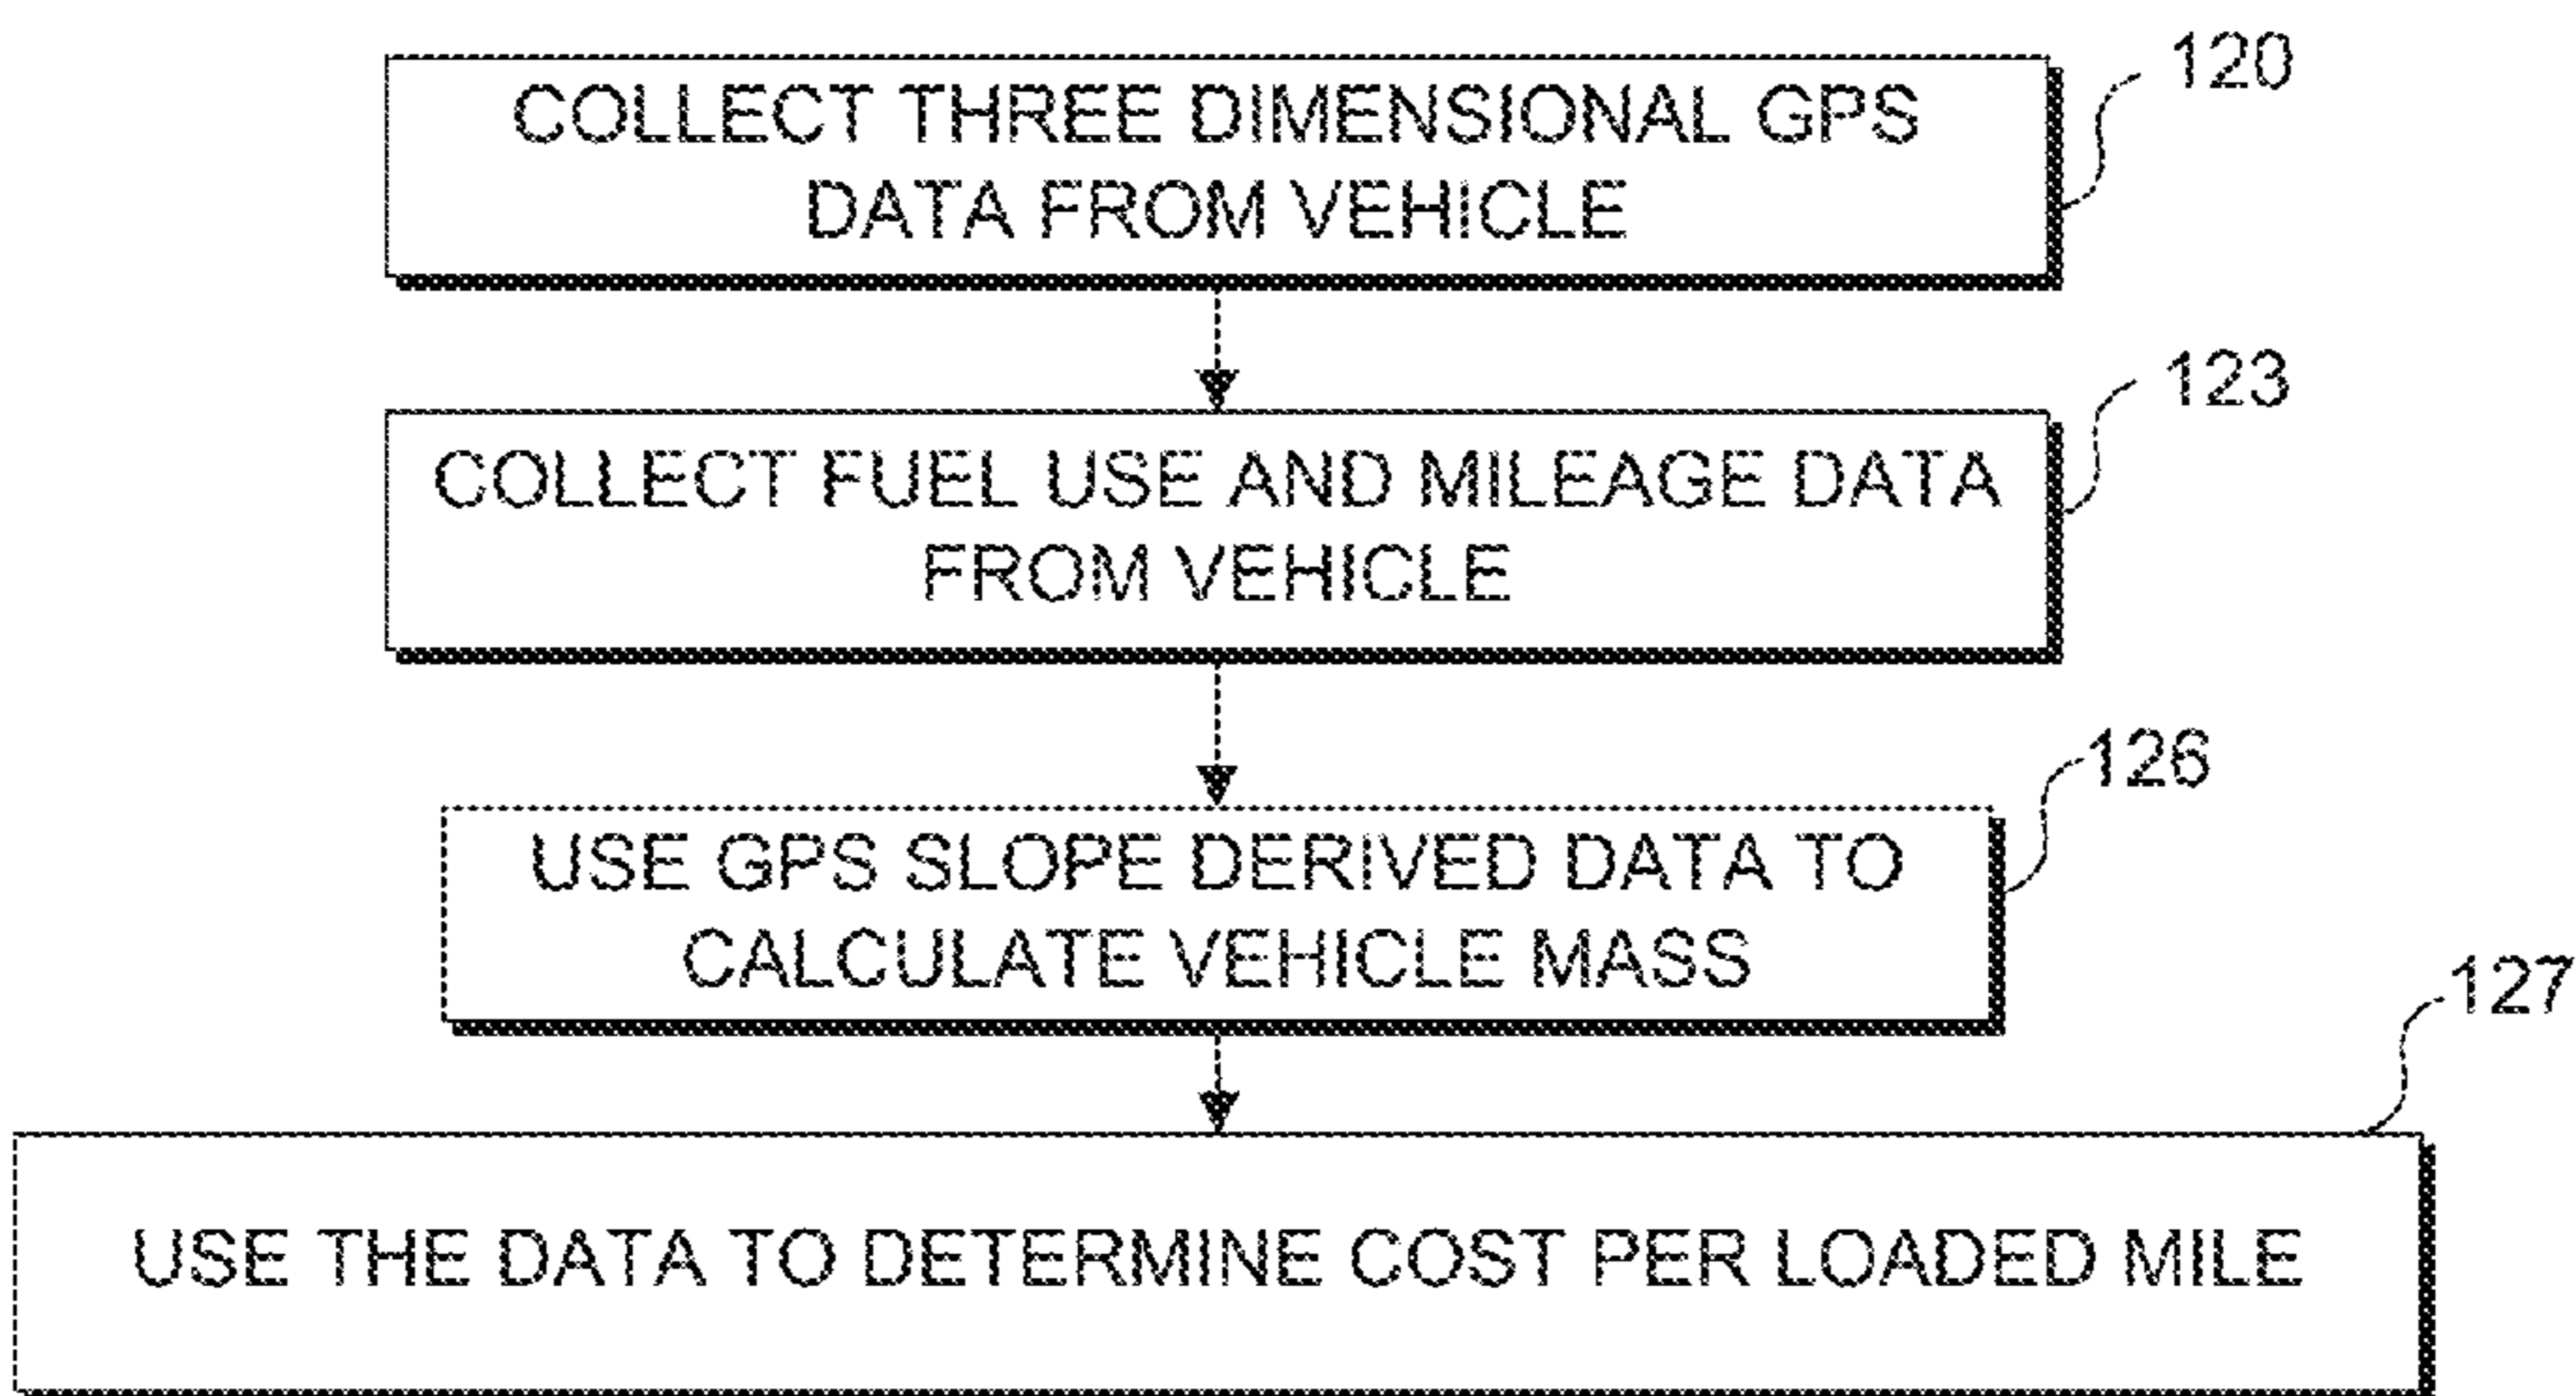 COLLECT THREE DIMENSIONAL GPS
DATA FROM VEHICLE
120
COLLECT FUEL USE AND MILEAGE DATA
FROM VEHICLE
123
USE GPS SLOPE DERIVED DATA TO
CALCULATE VEHICLE MASS
126
USE THE DATA TO DETERMINE COST PER LOADED MILE
127